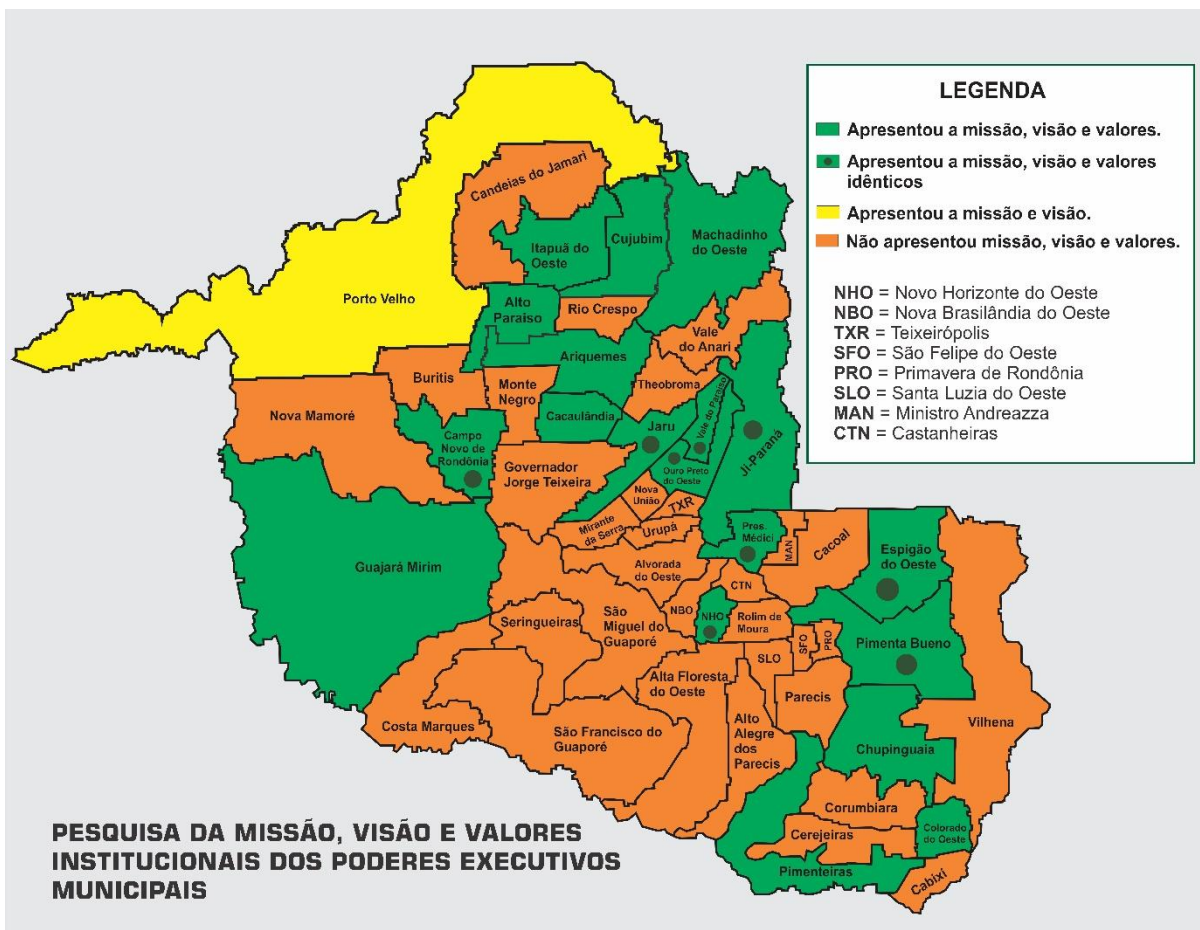 LEGENDA
Apresentou a missão, visão e valores.
Apresentou a missão, visão e valores
idênticos
Apresentou a missão e visão.
Não apresentou missão, visão e valores.
NHO = Novo Horizonte do Oeste
NBO = Nova Brasilândia do Oeste
TXR = Teixeirópolis
SFO = São Felipe do Oeste
PRO = Primavera de Rondônia
SLO = Santa Luzia do Oeste
MAN = Ministro Andreazza
CTN = Castanheiras
Candeias do Jamari
Itapuã do
Oeste
Cujubim
Machadinho
do Oeste
Porto Velho
Alto
Paraiso
Rio Crespo
Vale
do Anari
Ariquemes
Buritis
Monte
Negro
Theobroma
Nova Mamoré
Cacaulândia
Campo
Novo de
Rondônia
Jaru
Vale do Paraiso
Ji-Paraná
Ouro Preto
do Oeste
Governador
Jorge Teixeira
Nova
União
TXR
Mirante
da Serra
Urupá
Pres.
Médici
MAN
Cacoal
Espigão
do Oeste
Guajará Mirim
Alvorada
do Oeste
CTN
São
Miguel do
Guaporé
NBO
NHO
Rolim de
Moura
SFO
PRO
Pimenta Bueno
Seringueiras
SLO
Alta Floresta
do Oeste
Parecis
Costa Marques
São Francisco do
Guaporé
Alto
Alegre
dos
Parecis
Vilhena
Chupinguaia
Corumbiara
Cerejeiras
Colorado
do Oeste
Pimenteiras
Cabixi
PESQUISA DA MISSÃO, VISÃO E VALORES
INSTITUCIONAIS DOS PODERES EXECUTIVOS
MUNICIPAIS